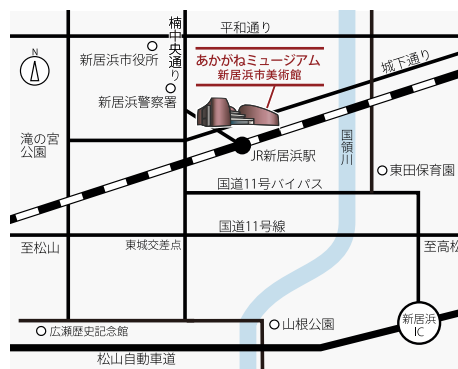 楠中央通り
平和通り
新居浜市役所
あかがねミュージアム
新居浜市美術館
城下通り
N
新居浜警察署
滝の宮
公園
JR新居浜駅
国領川
東田保育園
国道11号バイパス
国道11号線
至松山
東城交差点
至高松
新居浜
IC
広瀬歴史記念館
山根公園
松山自動車道